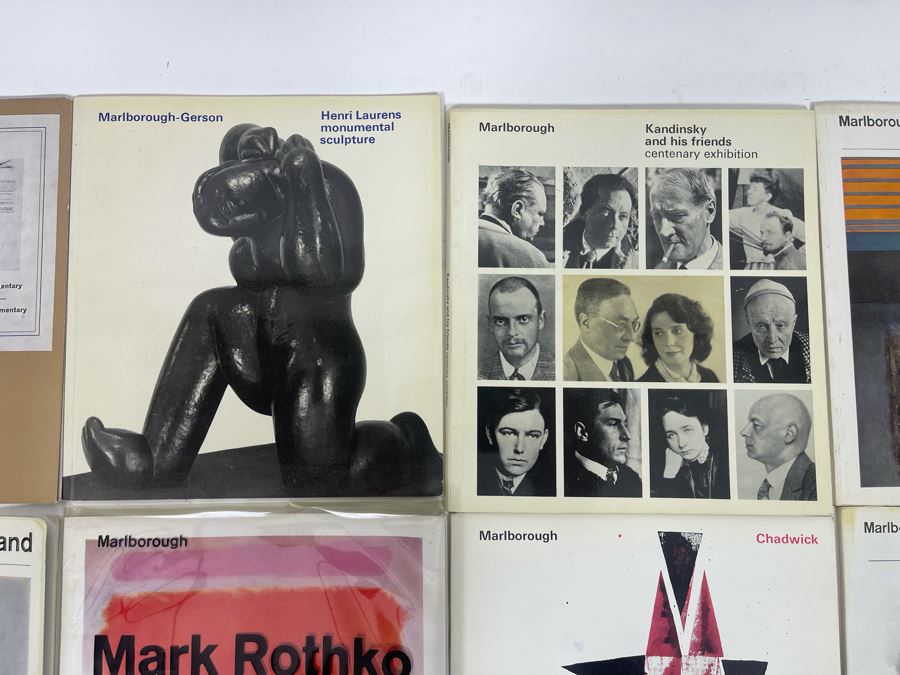 entary
mentary
Marlborough-Gerson
Henri Laurens
monumental
sculpture
Marlborough
Kandinsky
and his friends
centenary exhibition
Marlborou
and
Marlborough
Mark Rothko
Marlborough
Chadwick
Marlb